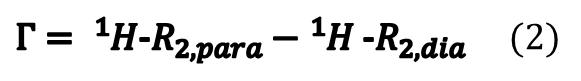 Γ = ¹H-R₂,para − ¹H -R₂,dia (2)